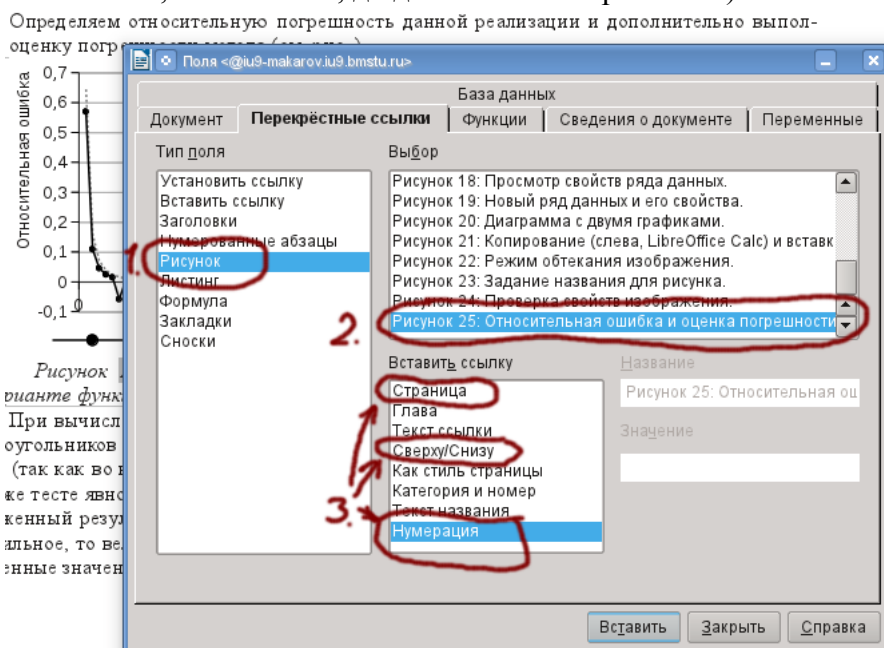 Определяем относительную погрешность данной реализации и дополнительно выпол-
оценку
Поля <@iu9-makarov.iu9.bmstu.ru>
База данных
Документ Перекрёстные ссылки Функции Сведения о документе Переменные
Тип поля
Выбор
Установить ссылку
Вставить ссылку
Заголовки
Нумерованные абзацы
1. Рисунок
Листинг
Формула
Закладки
Сноски
Рисунок 18: Просмотр свойств ряда данных.
Рисунок 19: Новый ряд данных и его свойства.
Рисунок 20: Диаграмма с двумя графиками.
Рисунок 21: Копирование (слева, LibreOffice Calc) и вставк
Рисунок 22: Режим обтекания изображения.
Рисунок 23: Задание названия для рисунка.
Рисунок 24: Проверка свойств изображения.
2. Рисунок 25: Относительная ошибка и оценка погрешности
Вставить ссылку
Страница
Глава
Текст ссылки
Сверху/Снизу
Как стиль страницы
Категория и номер
3. Текст названия
Нумерация
Название
Рисунок 25: Относительная ош
Значение
Вставить Закрыть Справка
Относительная ошибка
0,7
0,6
0,5
0,4
0,3
0,2
0,1
0
-0,1
0
Рисунок
рианте функ
При вычисл
оугольников
(так как во
же тесте явно
женный резул
ильное, то ве
енные значен